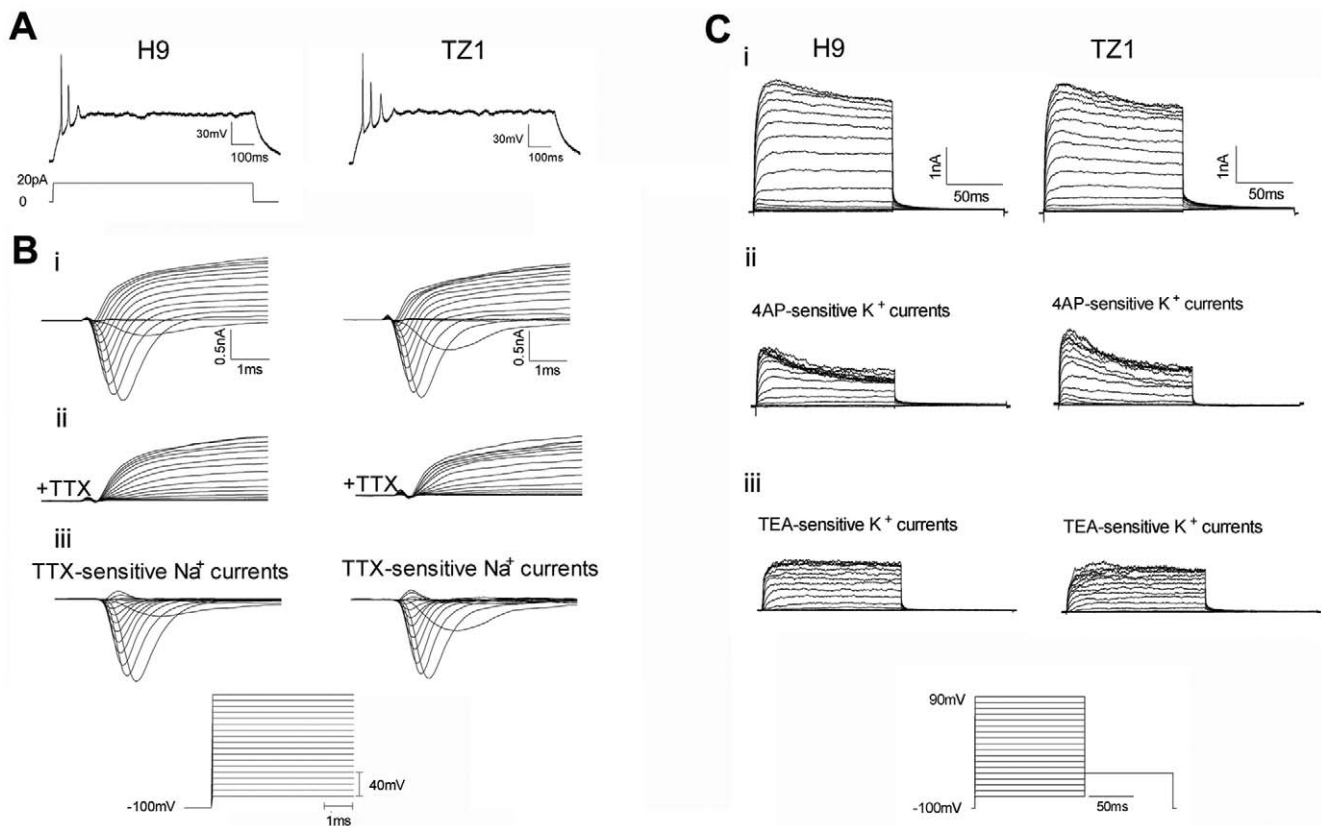 A
H9
TZ1
30mV
100ms
30mV
100ms
20pA
0
B
i
0.5nA
1ms
0.5nA
1ms
ii
+TTX
+TTX
iii
TTX-sensitive Na+ currents
TTX-sensitive Na+ currents
-100mV
40mV
1ms
C
i
H9
TZ1
1nA
50ms
1nA
50ms
ii
4AP-sensitive K+ currents
4AP-sensitive K+ currents
iii
TEA-sensitive K+ currents
TEA-sensitive K+ currents
90mV
-100mV
50ms